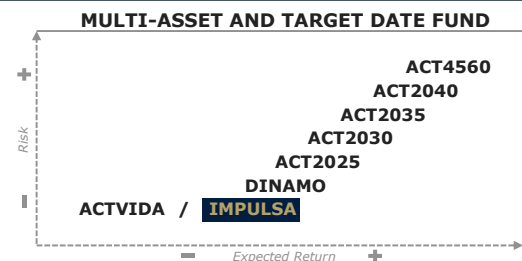 MULTI-ASSET AND TARGET DATE FUND
+
ACT4560
ACT2040
ACT2035
Risk
ACT2030
ACT2025
DINAMO
-
ACTVIDA / IMPULSA
- Expected Return +